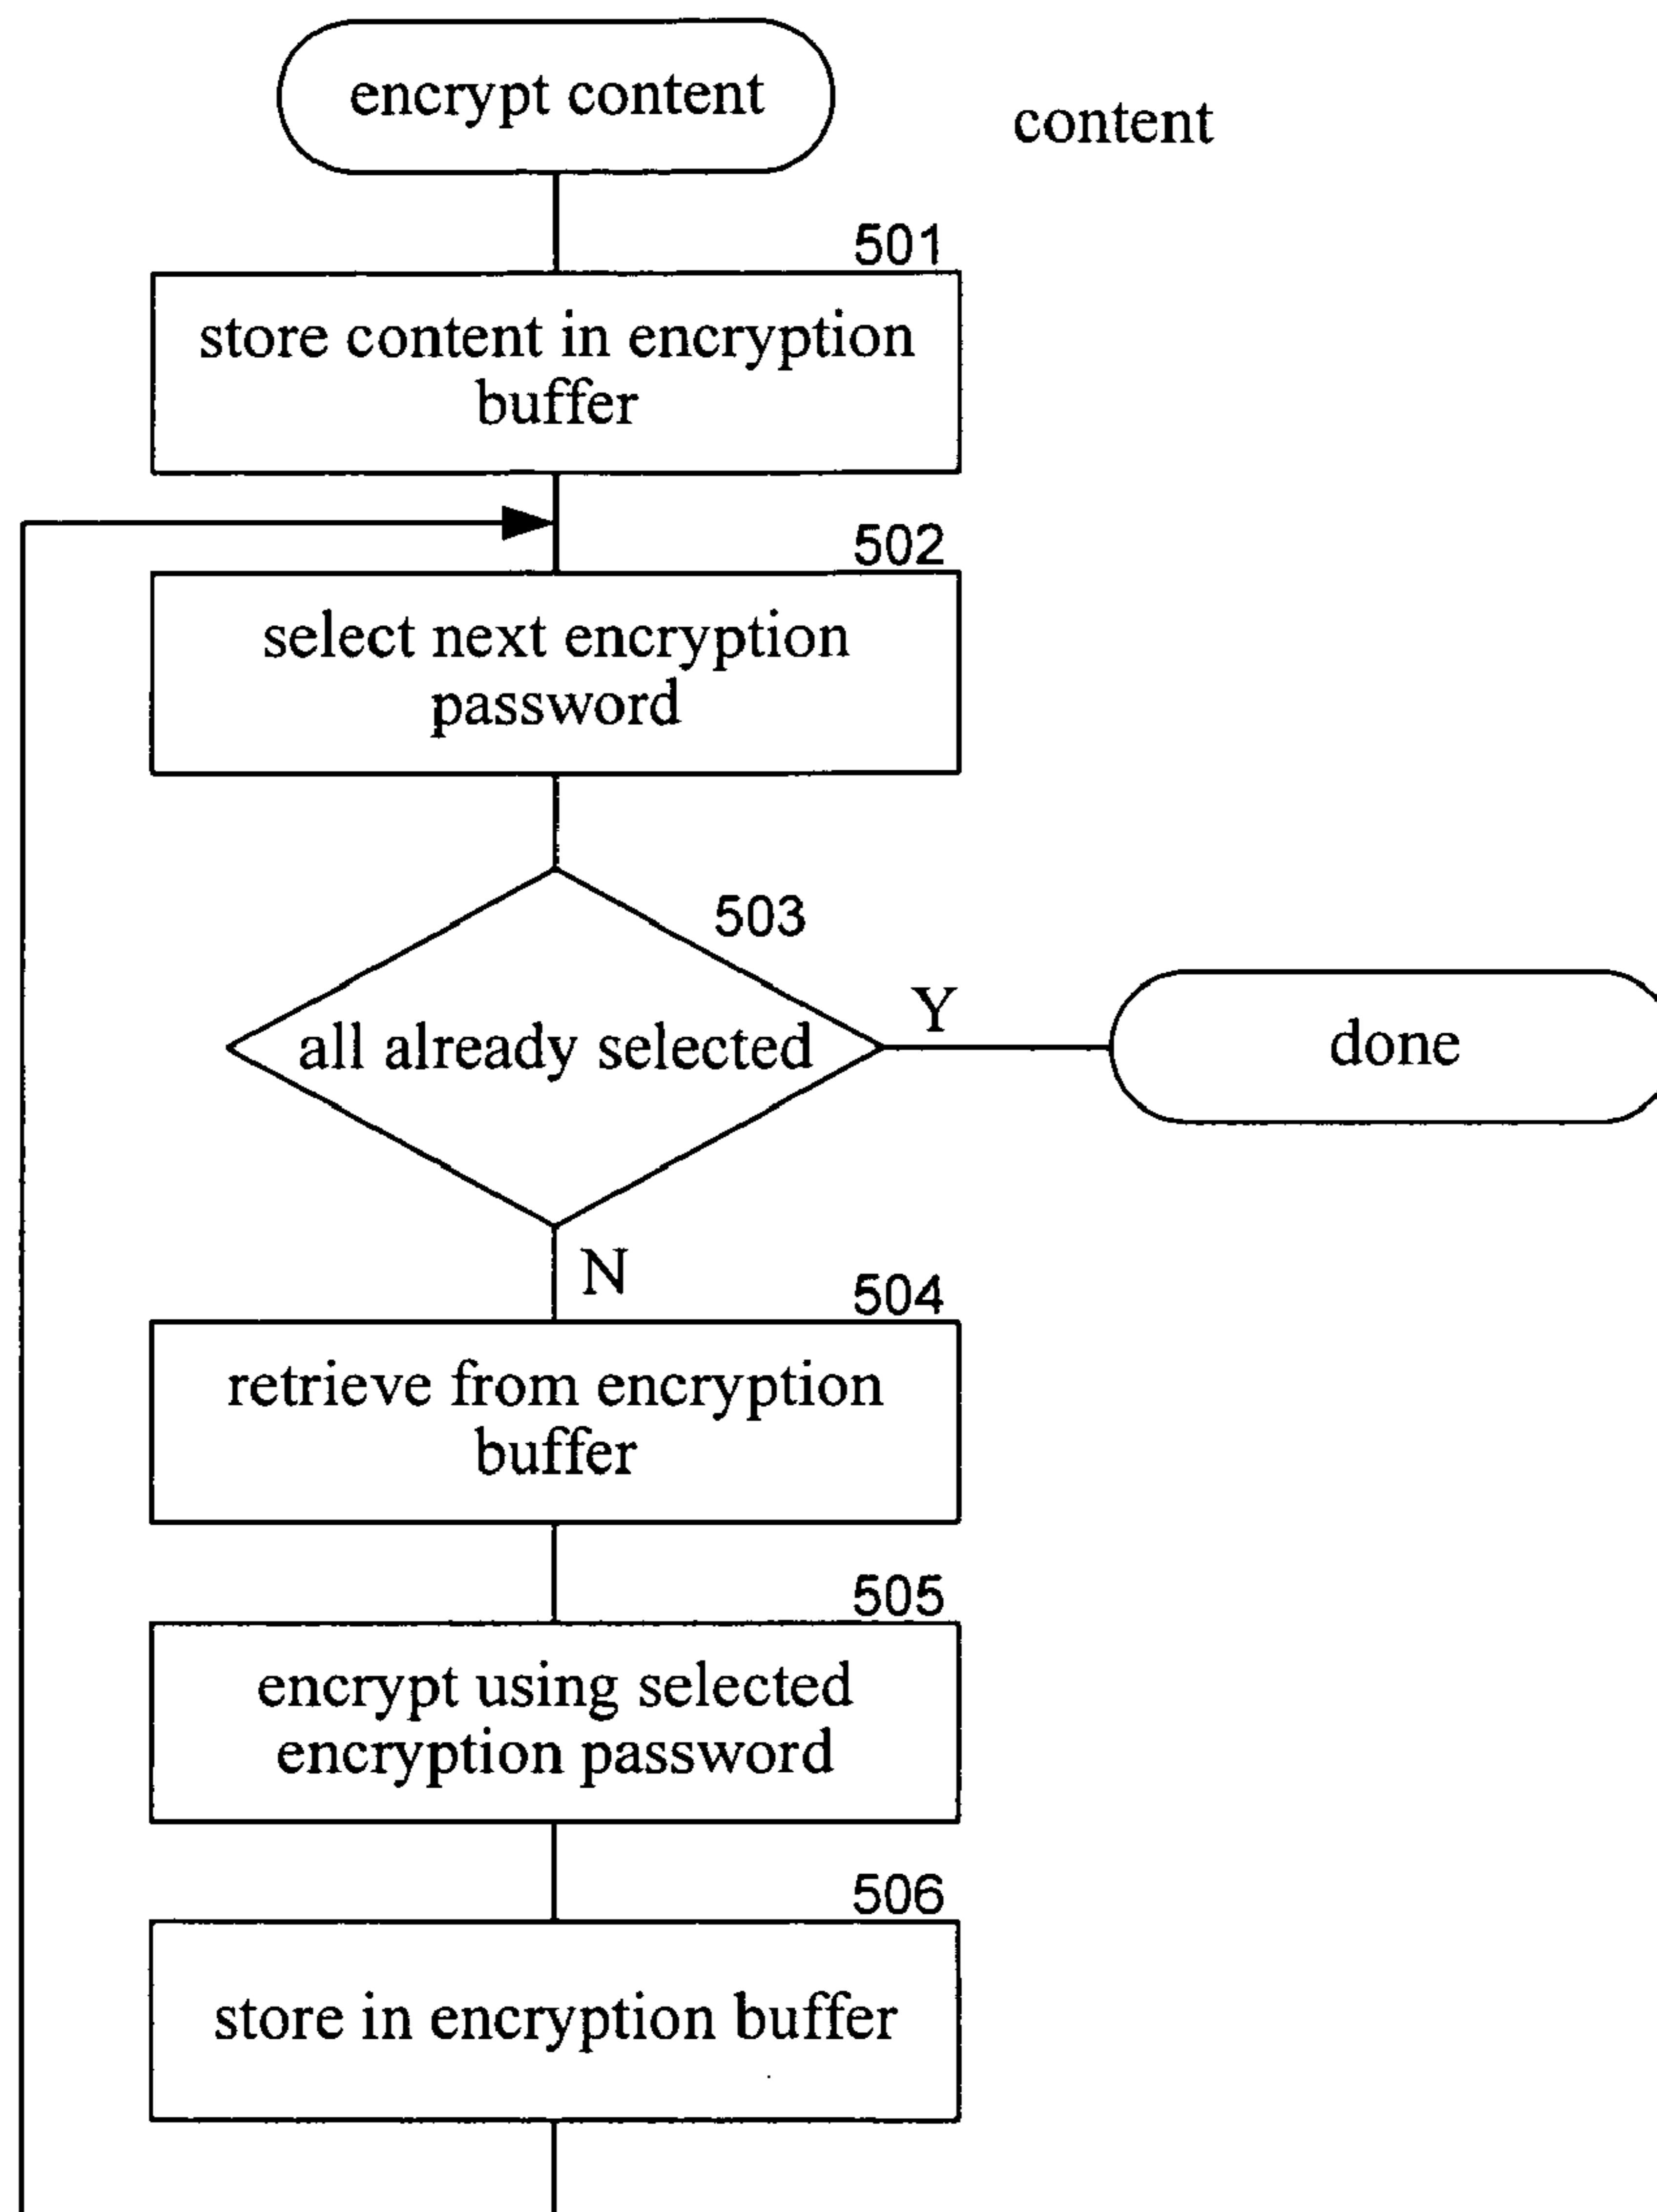 encrypt content
content
501
store content in encryption
buffer
502
select next encryption
password
503
all already selected
Y
done
N
504
retrieve from encryption
buffer
505
encrypt using selected
encryption password
506
store in encryption buffer